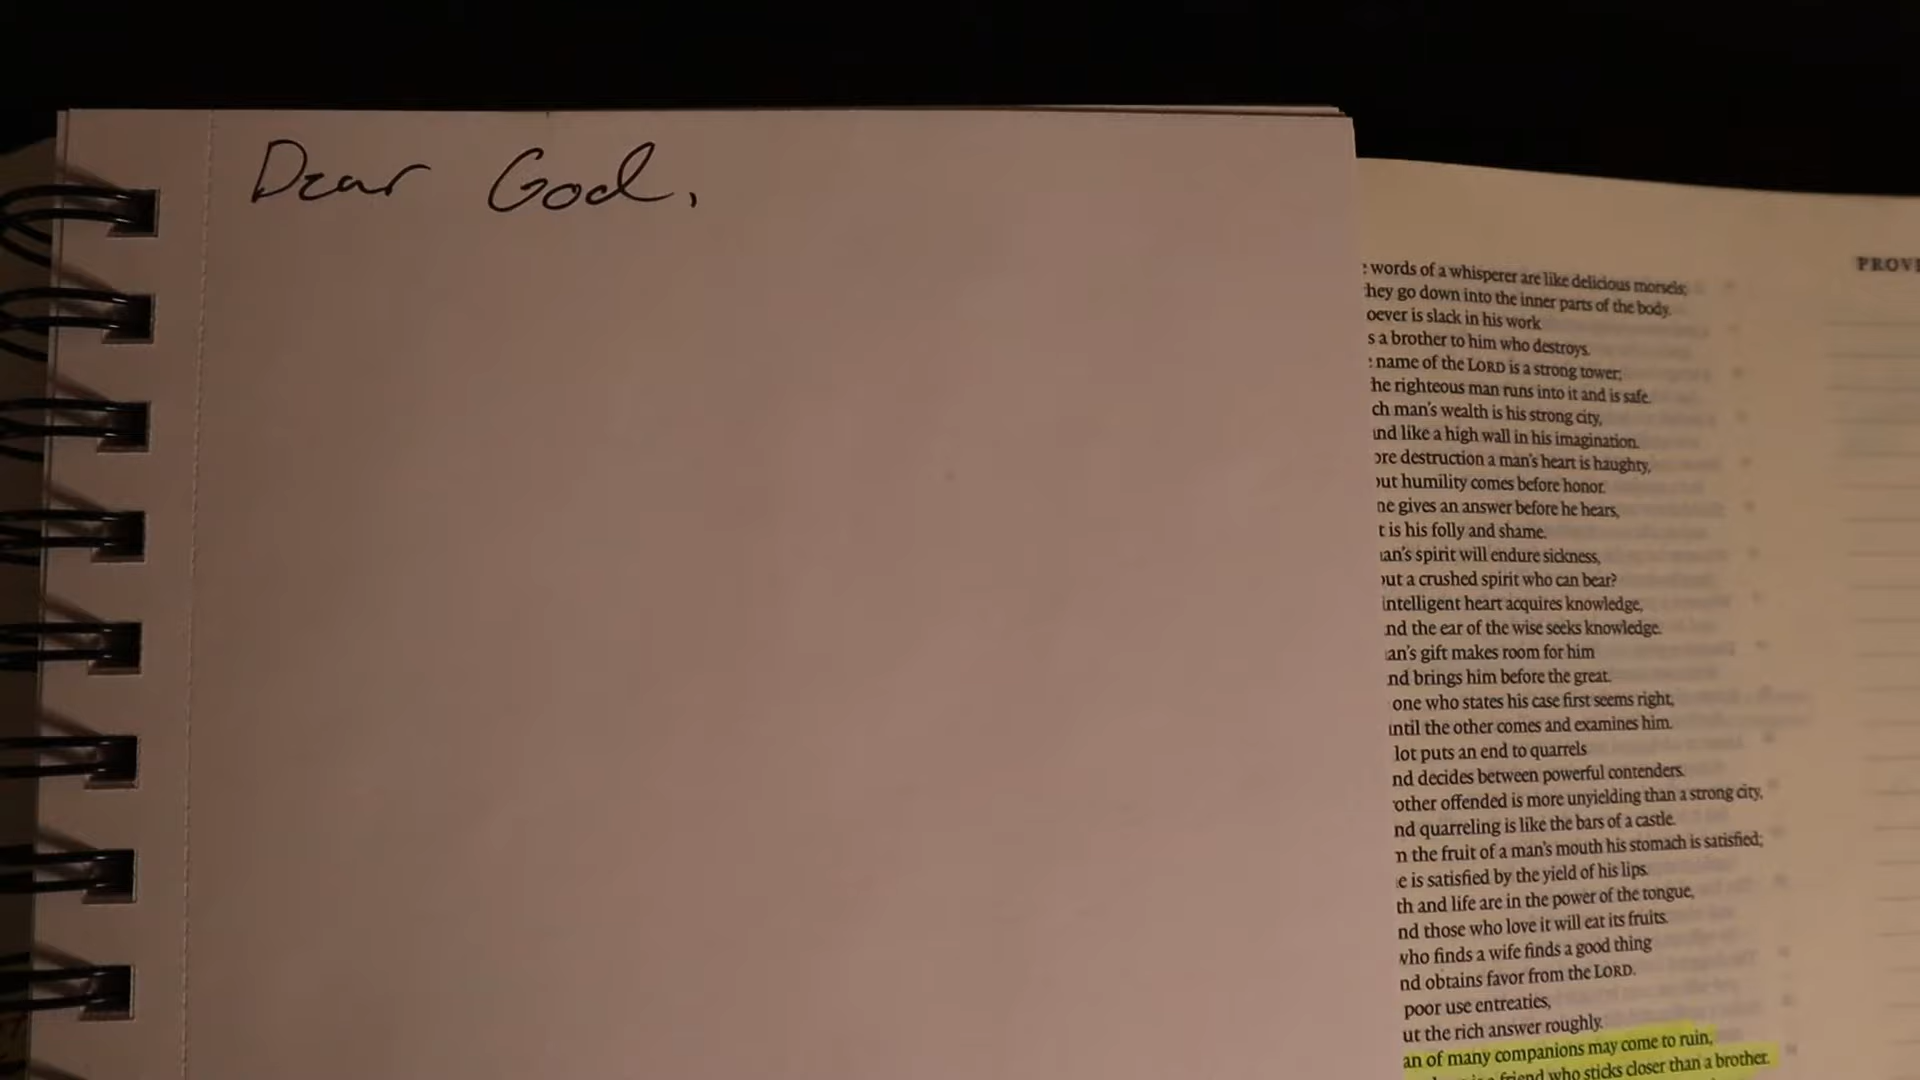 Dear God,
PROV
words of a whisperer are like delicious morsels;
hey go down into the inner parts of the body.
oever is slack in his work
s a brother to him who destroys.
name of the LORD is a strong tower;
he righteous man runs into it and is safe.
ch man's wealth is his strong city,
and like a high wall in his imagination.
ore destruction a man's heart is haughty,
out humility comes before honor.
ne gives an answer before he hears,
t is his folly and shame.
an's spirit will endure sickness,
out a crushed spirit who can bear?
intelligent heart acquires knowledge,
nd the ear of the wise seeks knowledge.
an's gift makes room for him
nd brings him before the great.
one who states his case first seems right,
until the other comes and examines him.
lot puts an end to quarrels
nd decides between powerful contenders.
other offended is more unyielding than a strong city,
nd quarreling is like the bars of a castle.
n the fruit of a man's mouth his stomach is satisfied;
e is satisfied by the yield of his lips.
th and life are in the power of the tongue,
nd those who love it will eat its fruits.
who finds a wife finds a good thing
nd obtains favor from the LORD.
poor use entreaties,
ut the rich answer roughly.
an of many companions may come to ruin,
friend who sticks closer than a brother.